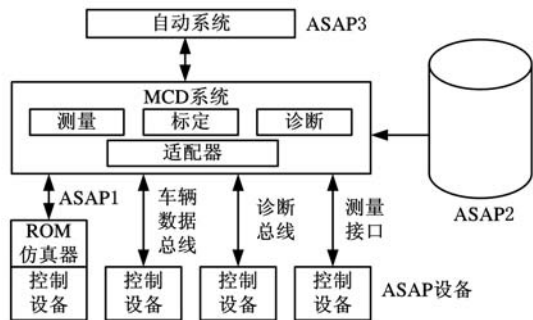 自动系统
ASAP3
MCD系统
测量
标定
诊断
适配器
ASAP1
车辆
数据
总线
诊断
总线
测量
接口
ASAP2
ROM
仿真器
控制
设备
控制
设备
控制
设备
控制
设备
ASAP设备